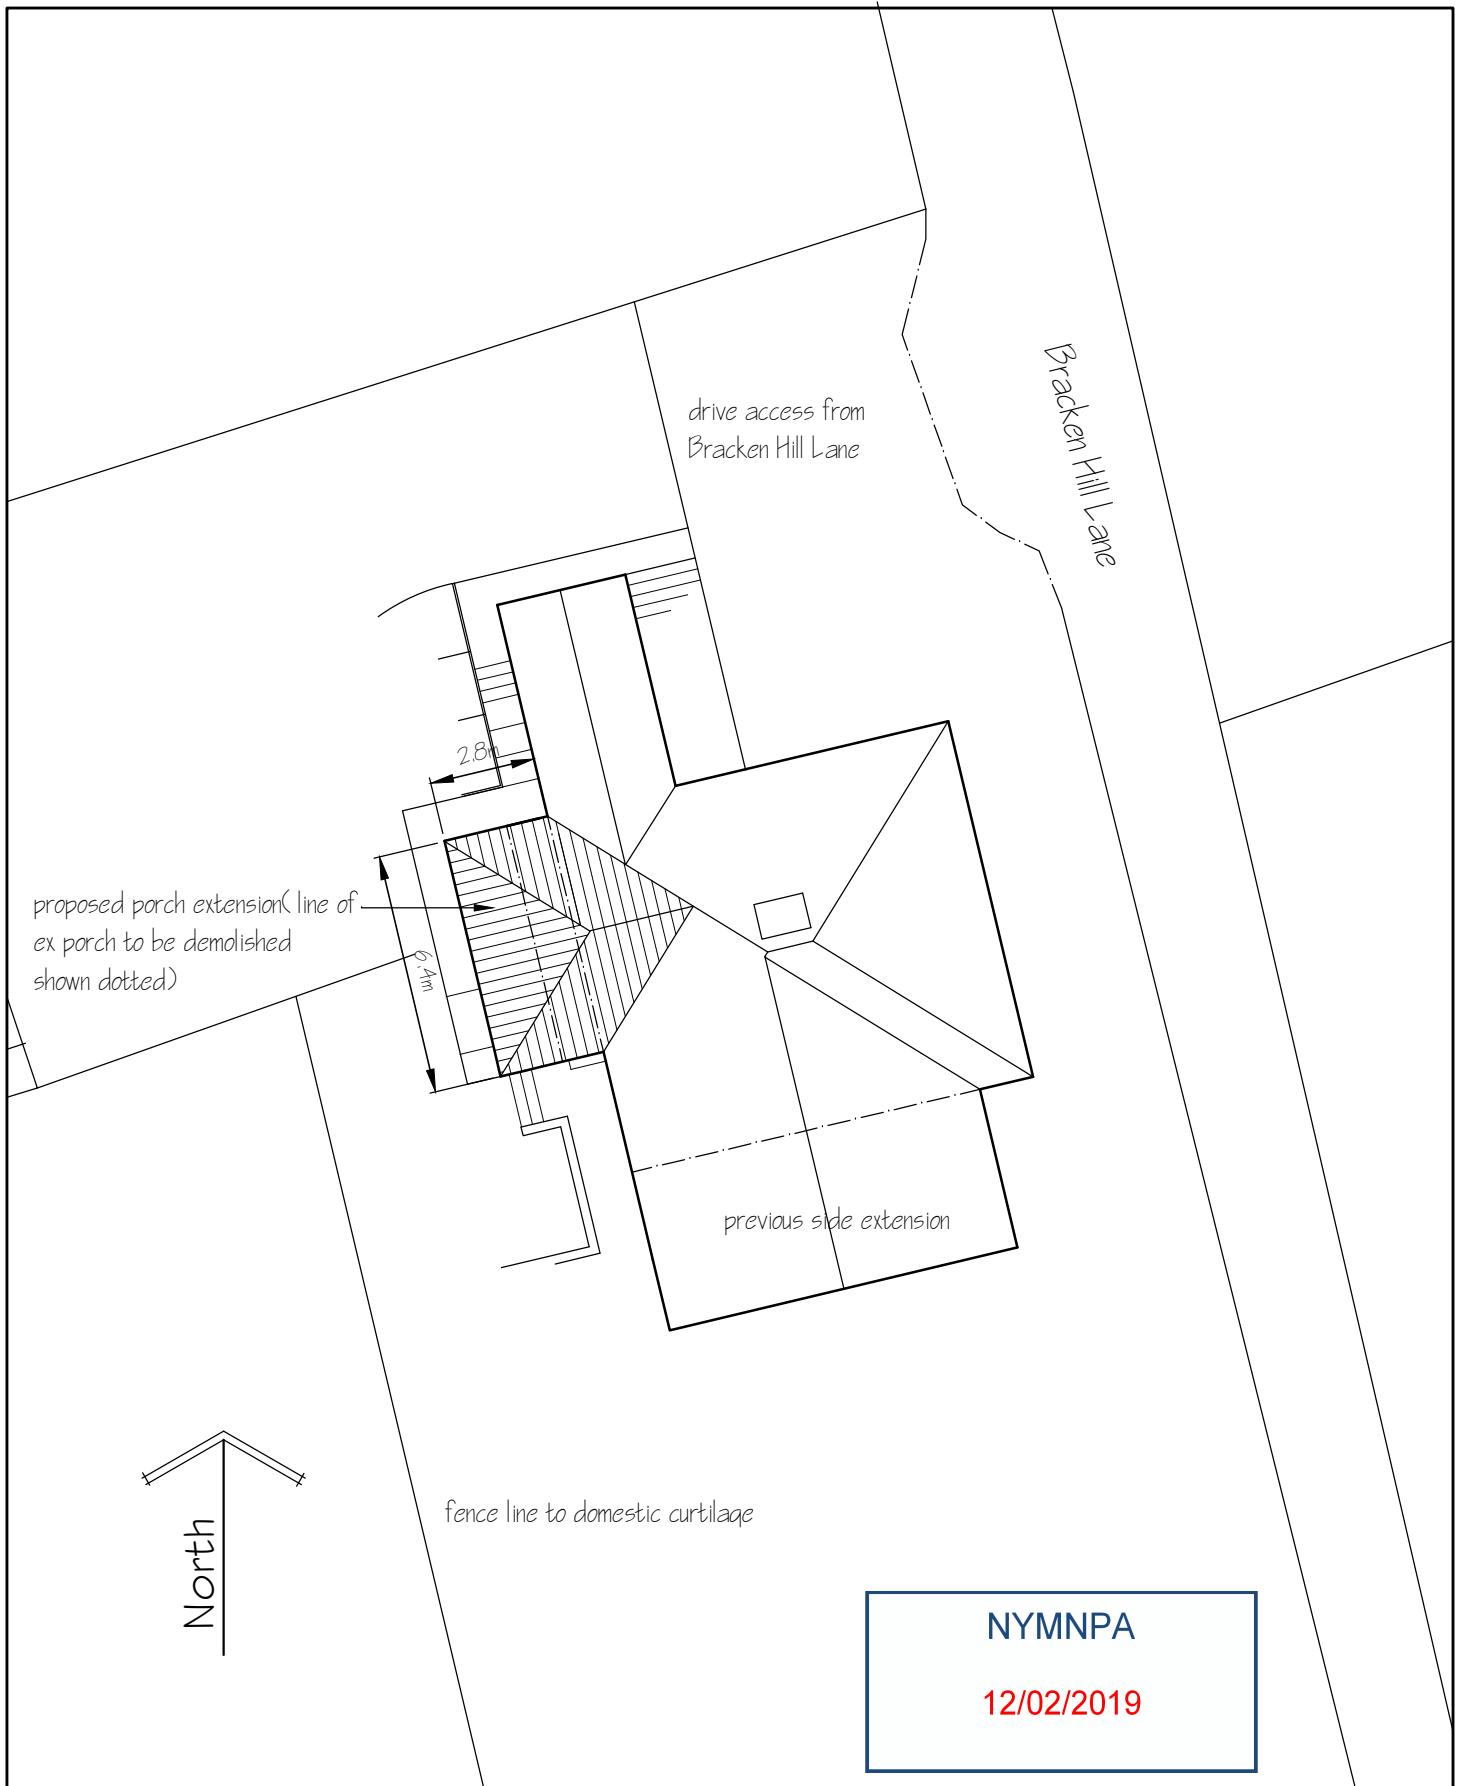 drive access from
Bracken Hill Lane
Bracken Hill Lane
2.8m
proposed porch extension( line of
ex porch to be demolished
shown dotted)
6.4m
previous side extension
fence line to domestic curtilage
North
NYMNPA
12/02/2019